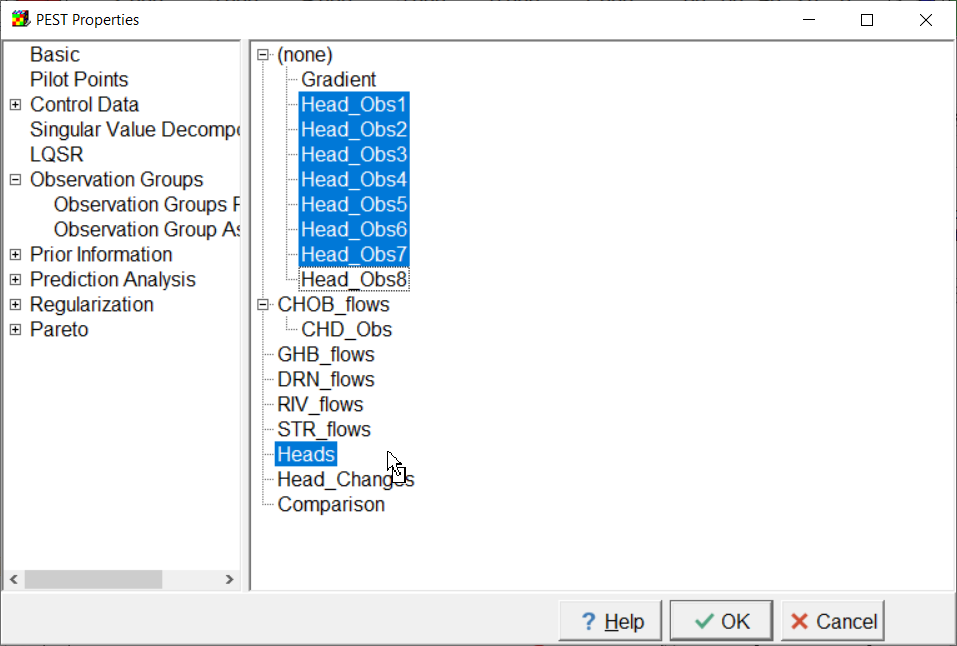 PEST Properties
Basic
Pilot Points
Control Data
Singular Value Decompo
LQSR
Observation Groups
Observation Groups
Observation Group As
Prior Information
Prediction Analysis
Regularization
Pareto
(none)
Gradient
Head_Obs1
Head_Obs2
Head_Obs3
Head_Obs4
Head_Obs5
Head_Obs6
Head_Obs7
Head_Obs8
CHOB_flows
CHD_Obs
GHB_flows
DRN_flows
RIV_flows
STR_flows
Heads
Head_Changes
Comparison
? Help
OK
Cancel